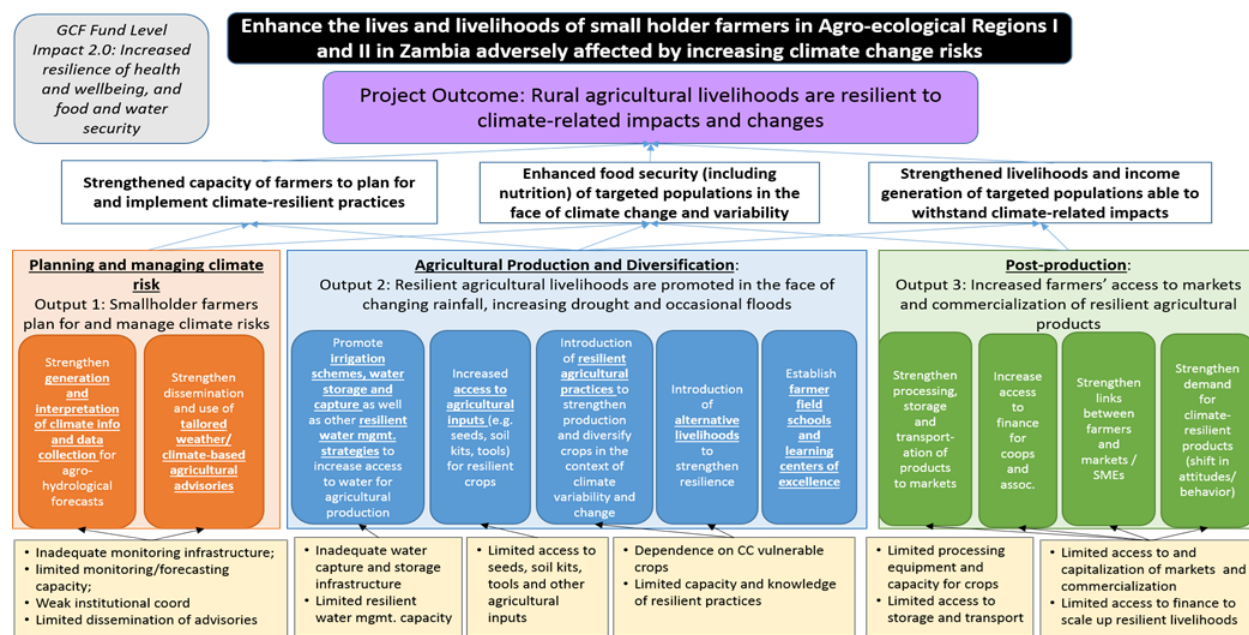 GCF Fund Level
Impact 2.0: Increased
resilience of health
and wellbeing, and
food and water
security
Enhance the lives and livelihoods of small holder farmers in Agro-ecological Regions I
and II in Zambia adversely affected by increasing climate change risks
Project Outcome: Rural agricultural livelihoods are resilient to
climate-related impacts and changes
Strengthened capacity of farmers to plan for
and implement climate-resilient practices
Enhanced food security (including
nutrition) of targeted populations in the
face of climate change and variability
Strengthened livelihoods and income
generation of targeted populations able to
withstand climate-related impacts
Planning and managing climate
risk
Output 1: Smallholder farmers
plan for and manage climate risks
Strengthen
generation
and
interpretation
of climate info
and data
collection for
agro-
hydrological
forecasts
Strengthen
dissemination
and use of
tailored
weather/
climate-based
agricultural
advisories
Agricultural Production and Diversification:
Output 2: Resilient agricultural livelihoods are promoted in the face of
changing rainfall, increasing drought and occasional floods
Promote
irrigation
schemes, water
storage and
capture as well
as other resilient
water mgmt.
strategies to
increase access
to water for
agricultural
production
Increased
access to
agricultural
inputs (e.g.
seeds, soil
kits, tools)
for resilient
crops
Introduction
of resilient
agricultural
practices to
strengthen
production
and diversify
crops in the
context of
climate
variability and
change
Introduction
of
alternative
livelihoods
to
strengthen
resilience
Establish
farmer
field
schools
and
learning
centers of
excellence
Post-production:
Output 3: Increased farmers' access to markets
and commercialization of resilient agricultural
products
Strengthen
processing,
storage
and
transport-
ation of
products
to markets
Increase
access to
finance for
coops and
assoc.
Strengthen
links
between
farmers
and
markets /
SMEs
Strengthen
demand
for
climate-
resilient
products
(shift in
attitudes/
behavior)
• Inadequate monitoring infrastructure;
• limited monitoring/forecasting
capacity;
• Weak institutional coord
• Limited dissemination of advisories
• Inadequate water
capture and storage
infrastructure
• Limited resilient
water mgmt. capacity
• Limited access to
seeds, soil kits,
tools and other
agricultural
inputs
• Dependence on CC vulnerable
crops
• Limited capacity and knowledge
of resilient practices
• Limited processing
equipment and
capacity for crops
• Limited access to
storage and transport
• Limited access to and
capitalization of markets and
commercialization
• Limited access to finance to
scale up resilient livelihoods